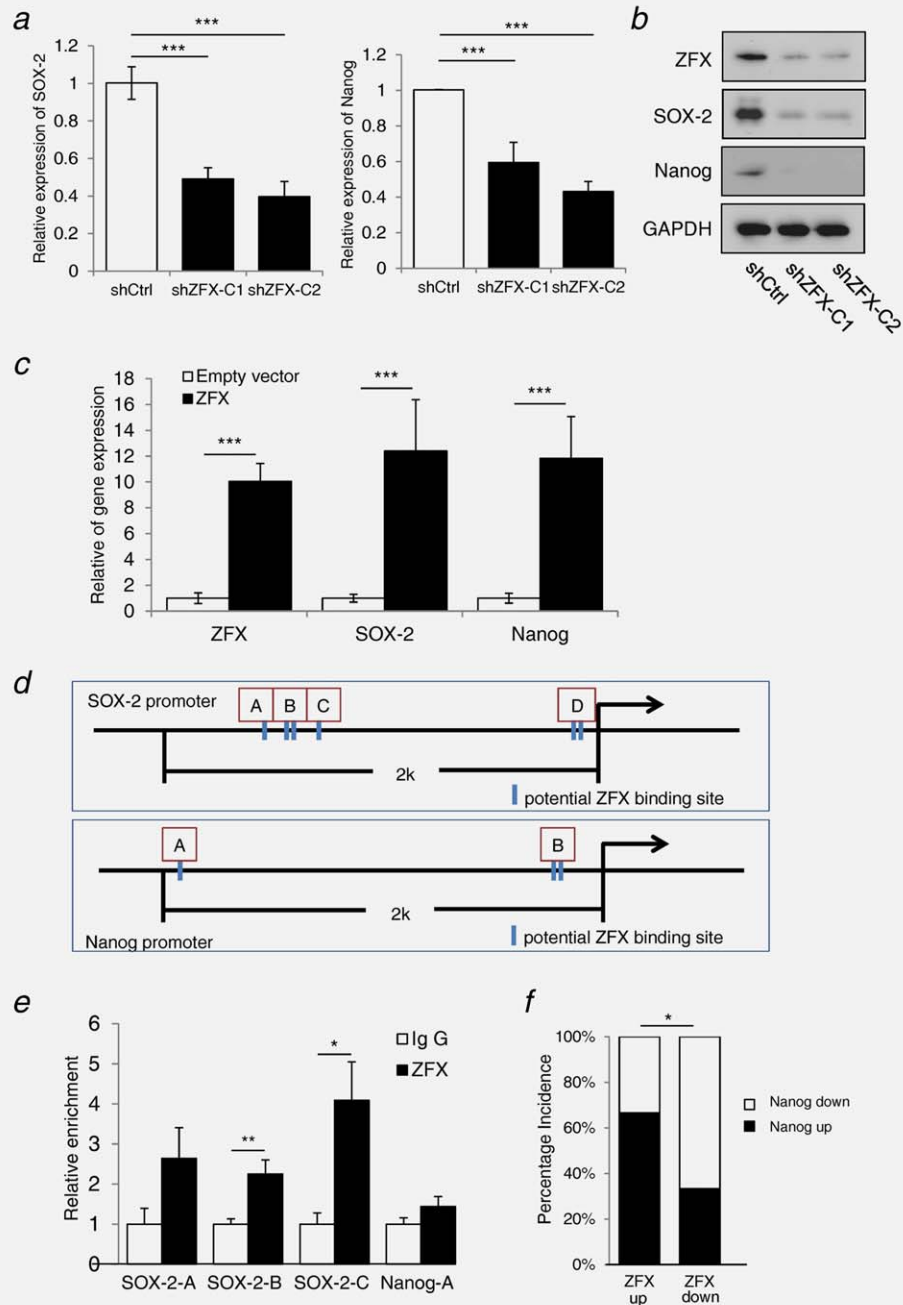 a
***
***
1.2
1
0.8
0.6
0.4
0.2
0
Relative expression of SOX-2
shCtrl
shZFX-C1
shZFX-C2
***
***
1.2
1
0.8
0.6
0.4
0.2
0
Relative expression of Nanog
shCtrl
shZFX-C1
shZFX-C2
b
ZFX
SOX-2
Nanog
GAPDH
shCtrl
shZFX-C1
shZFX-C2
c
Empty vector
ZFX
18
16
14
12
10
8
6
4
2
0
Relative of gene expression
***
***
***
ZFX
SOX-2
Nanog
d
SOX-2 promoter
A
B
C
D
2k
potential ZFX binding site
A
B
2k
Nanog promoter
potential ZFX binding site
e
6
5
4
3
2
1
0
Relative enrichment
Ig G
ZFX
**
*
SOX-2-A
SOX-2-B
SOX-2-C
Nanog-A
f
*
100%
80%
60%
40%
20%
0%
Percentage Incidence
Nanog down
Nanog up
ZFX
up
ZFX
down